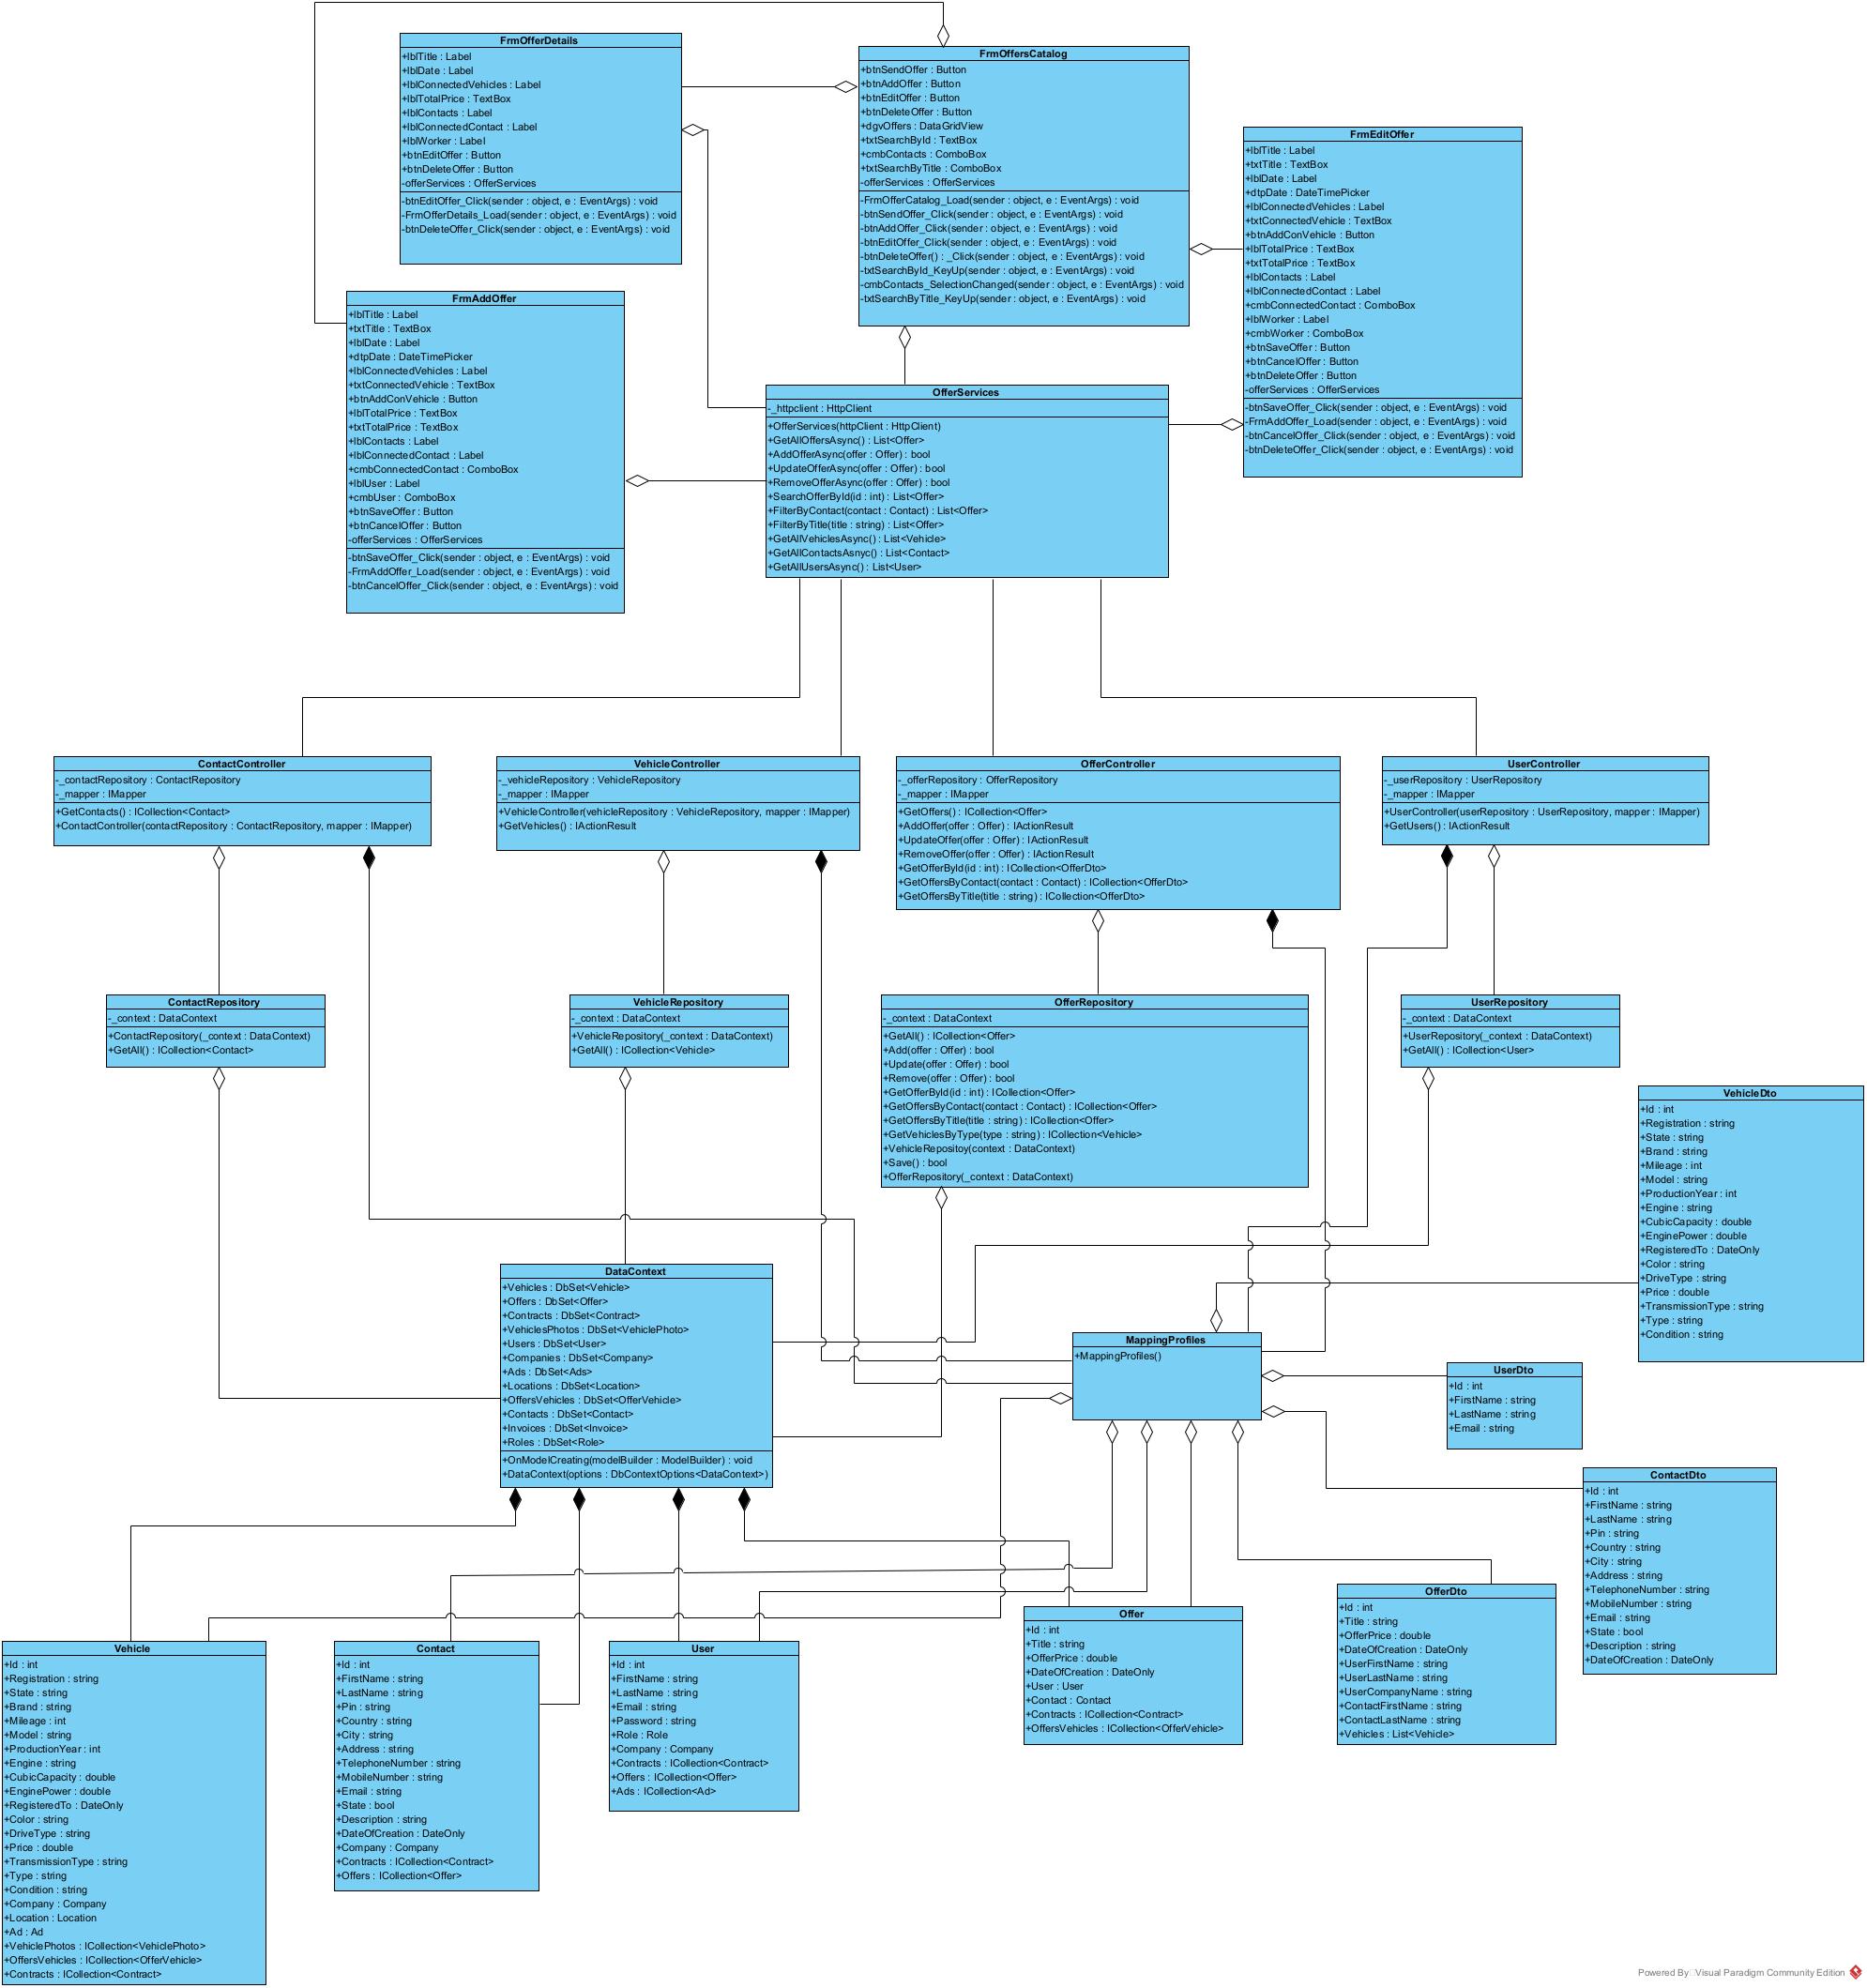 FrmOfferDetails
+lblTitle : Label
+lblDate : Label
+lblConnectedVehicles : Label
+lblTotalPrice : TextBox
+lblContacts : Label
+lblConnectedContact : Label
+lblWorker : Label
+btnEditOffer : Button
+btnDeleteOffer : Button
-offerServices : OfferServices
-btnEditOffer_Click(sender : object, e : EventArgs) : void
-FrmOfferDetails_Load(sender : object, e : EventArgs) : void
-btnDeleteOffer_Click(sender : object, e : EventArgs) : void
FrmOffersCatalog
+btnSendOffer : Button
+btnAddOffer : Button
+btnEditOffer : Button
+btnDeleteOffer : Button
+dgvOffers : DataGridView
+txtSearchById : TextBox
+cmbContacts : ComboBox
+txtSearchByTitle : ComboBox
-offerServices : OfferServices
-FrmOfferCatalog_Load(sender : object, e : EventArgs) : void
-btnSendOffer_Click(sender : object, e : EventArgs) : void
-btnAddOffer_Click(sender : object, e : EventArgs) : void
-btnEditOffer_Click(sender : object, e : EventArgs) : void
-btnDeleteOffer() : _Click(sender : object, e : EventArgs) : void
-txtSearchById_KeyUp(sender : object, e : EventArgs) : void
-cmbContacts_SelectionChanged(sender : object, e : EventArgs) : void
-txtSearchByTitle_KeyUp(sender : object, e : EventArgs) : void
FrmEditOffer
+lblTitle : Label
+txtTitle : TextBox
+lblDate : Label
+dtpDate : DateTimePicker
+lblConnectedVehicles : Label
+txtConnectedVehicle : TextBox
+btnAddConVehicle : Button
+lblTotalPrice : TextBox
+txtTotalPrice : TextBox
+lblContacts : Label
+lblConnectedContact : Label
+cmbConnectedContact : ComboBox
+lblWorker : Label
+cmbWorker : ComboBox
+btnSaveOffer : Button
+btnCancelOffer : Button
+btnDeleteOffer : Button
-offerServices : OfferServices
-btnSaveOffer_Click(sender : object, e : EventArgs) : void
-FrmAddOffer_Load(sender : object, e : EventArgs) : void
-btnCancelOffer_Click(sender : object, e : EventArgs) : void
-btnDeleteOffer_Click(sender : object, e : EventArgs) : void
FrmAddOffer
+lblTitle : Label
+txtTitle : TextBox
+lblDate : Label
+dtpDate : DateTimePicker
+lblConnectedVehicles : Label
+txtConnectedVehicle : TextBox
+btnAddConVehicle : Button
+lblTotalPrice : TextBox
+txtTotalPrice : TextBox
+lblContacts : Label
+lblConnectedContact : Label
+cmbConnectedContact : ComboBox
+lblUser : Label
+cmbUser : ComboBox
+btnSaveOffer : Button
+btnCancelOffer : Button
-offerServices : OfferServices
-btnSaveOffer_Click(sender : object, e : EventArgs) : void
-FrmAddOffer_Load(sender : object, e : EventArgs) : void
-btnCancelOffer_Click(sender : object, e : EventArgs) : void
OfferServices
-_httpclient : HttpClient
+OfferServices(httpClient : HttpClient)
+GetAllOffersAsync() : List<Offer>
+AddOfferAsync(offer : Offer) : bool
+UpdateOfferAsync(offer : Offer) : bool
+RemoveOfferAsync(offer : Offer) : bool
+SearchOfferById(id : int) : List<Offer>
+FilterByContact(contact : Contact) : List<Offer>
+FilterByTitle(title : string) : List<Offer>
+GetAllVehiclesAsync() : List<Vehicle>
+GetAllContactsAsnyc() : List<Contact>
+GetAllUsersAsync() : List<User>
ContactController
-_contactRepository : ContactRepository
-_mapper : IMapper
+GetContacts() : ICollection<Contact>
+ContactController(contactRepository : ContactRepository, mapper : IMapper)
VehicleController
-_vehicleRepository : VehicleRepository
-_mapper : IMapper
+VehicleController(vehicleRepository : VehicleRepository, mapper : IMapper)
+GetVehicles() : IActionResult
OfferController
-_offerRepository : OfferRepository
-_mapper : IMapper
+GetOffers() : ICollection<Offer>
+AddOffer(offer : Offer) : IActionResult
+UpdateOffer(offer : Offer) : IActionResult
+RemoveOffer(offer : Offer) : IActionResult
+GetOfferById(id : int) : ICollection<OfferDto>
+GetOffersByContact(contact : Contact) : ICollection<OfferDto>
+GetOffersByTitle(title : string) : ICollection<OfferDto>
UserController
-_userRepository : UserRepository
-_mapper : IMapper
+UserController(userRepository : UserRepository, mapper : IMapper)
+GetUsers() : IActionResult
ContactRepository
-_context : DataContext
+ContactRepository(_context : DataContext)
+GetAll() : ICollection<Contact>
VehicleRepository
-_context : DataContext
+VehicleRepository(_context : DataContext)
+GetAll() : ICollection<Vehicle>
OfferRepository
-_context : DataContext
+GetAll() : ICollection<Offer>
+Add(offer : Offer) : bool
+Update(offer : Offer) : bool
+Remove(offer : Offer) : bool
+GetOfferById(id : int) : ICollection<Offer>
+GetOffersByContact(contact : Contact) : ICollection<Offer>
+GetOffersByTitle(title : string) : ICollection<Offer>
+GetVehiclesByType(type : string) : ICollection<Vehicle>
+VehicleRepositoy(context : DataContext)
+Save() : bool
+OfferRepository(_context : DataContext)
UserRepository
-_context : DataContext
+UserRepository(_context : DataContext)
+GetAll() : ICollection<User>
VehicleDto
+Id : int
+Registration : string
+State : string
+Brand : string
+Mileage : int
+Model : string
+ProductionYear : int
+Engine : string
+CubicCapacity : double
+EnginePower : double
+RegisteredTo : DateOnly
+Color : string
+DriveType : string
+Price : double
+TransmissionType : string
+Type : string
+Condition : string
DataContext
+Vehicles : DbSet<Vehicle>
+Offers : DbSet<Offer>
+Contracts : DbSet<Contract>
+VehiclesPhotos : DbSet<VehiclePhoto>
+Users : DbSet<User>
+Companies : DbSet<Company>
+Ads : DbSet<Ads>
+Locations : DbSet<Location>
+OffersVehicles : DbSet<OfferVehicle>
+Contacts : DbSet<Contact>
+Invoices : DbSet<Invoice>
+Roles : DbSet<Role>
+OnModelCreating(modelBuilder : ModelBuilder) : void
+DataContext(options : DbContextOptions<DataContext>)
MappingProfiles
+MappingProfiles()
UserDto
+Id : int
+FirstName : string
+LastName : string
+Email : string
ContactDto
+Id : int
+FirstName : string
+LastName : string
+Pin : string
+Country : string
+City : string
+Address : string
+TelephoneNumber : string
+MobileNumber : string
+Email : string
+State : bool
+Description : string
+DateOfCreation : DateOnly
OfferDto
+Id : int
+Title : string
+OfferPrice : double
+DateOfCreation : DateOnly
+UserFirstName : string
+UserLastName : string
+UserCompanyName : string
+ContactFirstName : string
+ContactLastName : string
+Vehicles : List<Vehicle>
Offer
+Id : int
+Title : string
+OfferPrice : double
+DateOfCreation : DateOnly
+User : User
+Contact : Contact
+Contracts : ICollection<Contract>
+OffersVehicles : ICollection<OfferVehicle>
Vehicle
+Id : int
+Registration : string
+State : string
+Brand : string
+Mileage : int
+Model : string
+ProductionYear : int
+Engine : string
+CubicCapacity : double
+EnginePower : double
+RegisteredTo : DateOnly
+Color : string
+DriveType : string
+Price : double
+TransmissionType : string
+Type : string
+Condition : string
+Company : Company
+Location : Location
+Ad : Ad
+VehiclePhotos : ICollection<VehiclePhoto>
+OffersVehicles : ICollection<OfferVehicle>
+Contracts : ICollection<Contract>
Contact
+Id : int
+FirstName : string
+LastName : string
+Pin : string
+Country : string
+City : string
+Address : string
+TelephoneNumber : string
+MobileNumber : string
+Email : string
+State : bool
+Description : string
+DateOfCreation : DateOnly
+Company : Company
+Contracts : ICollection<Contract>
+Offers : ICollection<Offer>
User
+Id : int
+FirstName : string
+LastName : string
+Email : string
+Password : string
+Role : Role
+Company : Company
+Contracts : ICollection<Contract>
+Offers : ICollection<Offer>
+Ads : ICollection<Ad>
Powered By Visual Paradigm Community Edition